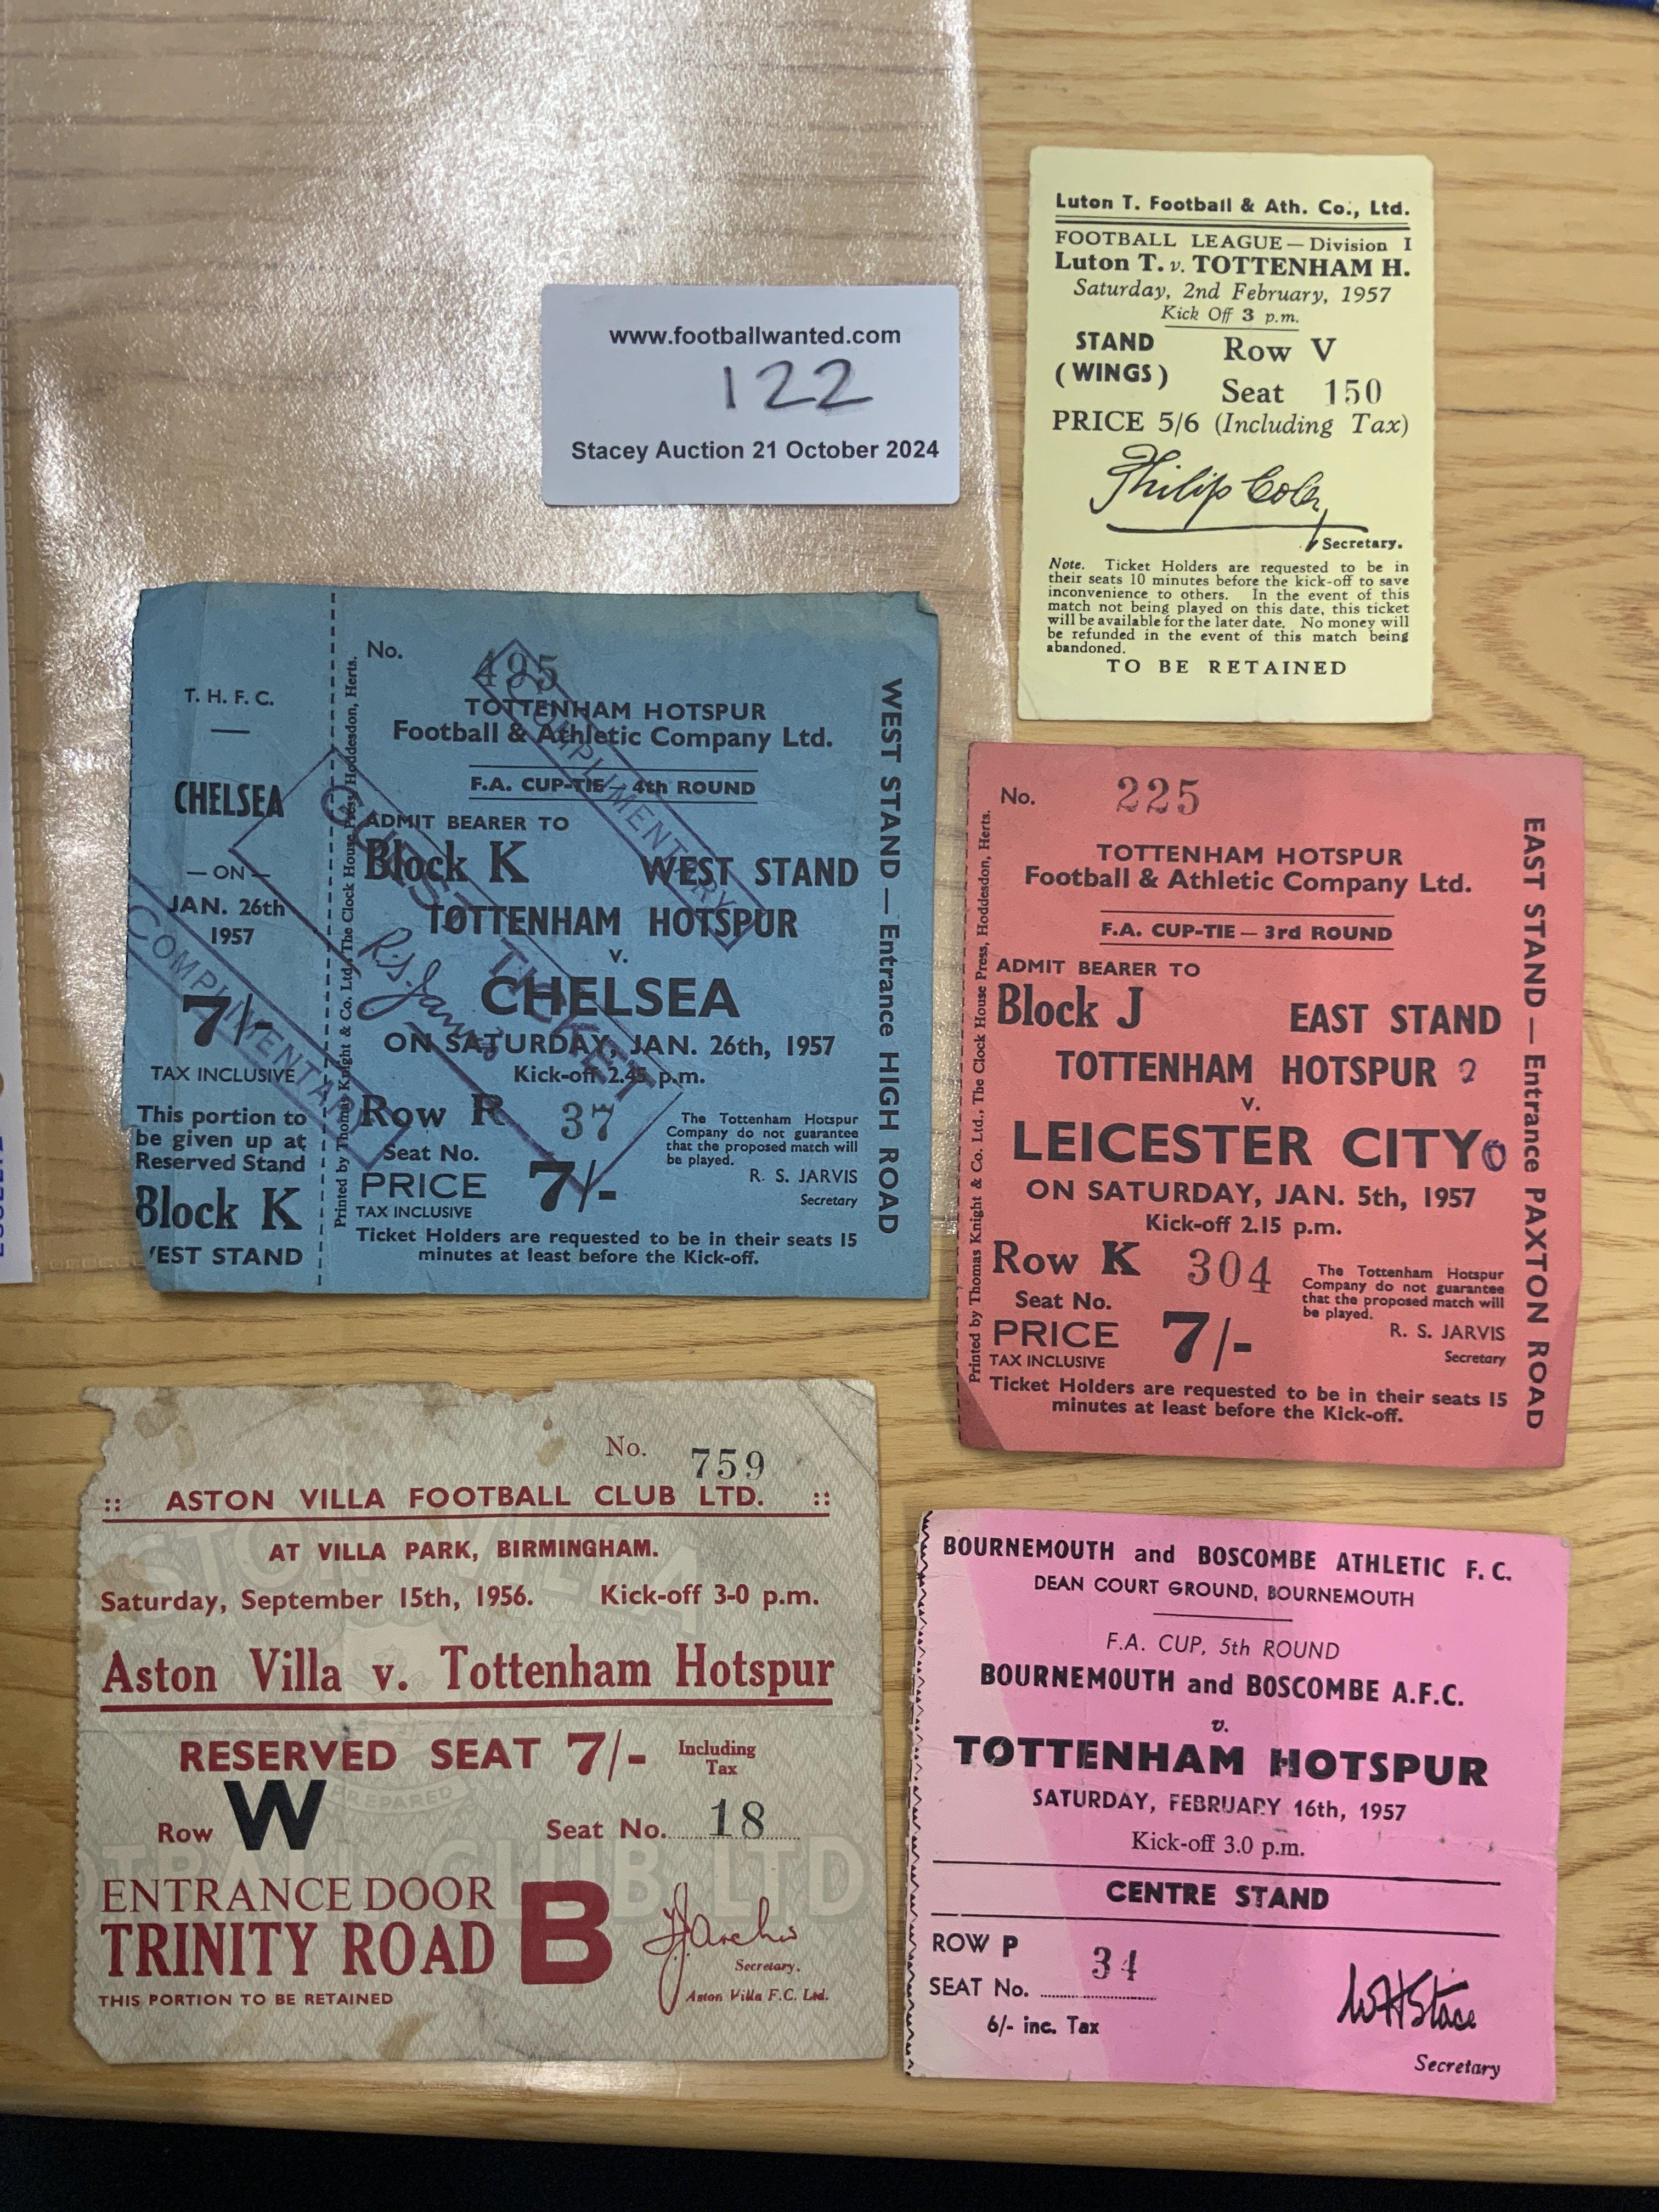 www.footballwanted.com
122
Stacey Auction 21 October 2024
Luton T. Football & Ath. Co., Ltd.
FOOTBALL LEAGUE — Division I
Luton T. v. TOTTENHAM H.
Saturday, 2nd February, 1957
Kick Off 3 p.m.
STAND
(WINGS)
Row V
Seat 150
PRICE 5/6 (Including Tax)
Philip Coley
Secretary.
Note. Ticket Holders are requested to be in
their seats 10 minutes before the kick-off to save
inconvenience to others. In the event of this
match not being played on this date, this ticket
will be available for the later date. No money will
be refunded in the event of this match being
abandoned.
TO BE RETAINED
T. H. F. C.
CHELSEA
— ON —
JAN. 26th
1957
7/-
TAX INCLUSIVE
This portion to
be given up at
Reserved Stand
Block K
EST STAND
COMPLIMENTARY
Printed by Thomas Knight & Co. Ltd., The Clock House Press, Hoddesdon, Herts.
No. 495
TOTTENHAM HOTSPUR
Football & Athletic Company Ltd.
F.A. CUP-TIE — 4th ROUND
ADMIT BEARER TO
Block K WEST STAND
TOTTENHAM HOTSPUR
v.
CHELSEA
ON SATURDAY, JAN. 26th, 1957
Kick-off 2.45 p.m.
Row R 37
Seat No.
PRICE 7/-
TAX INCLUSIVE
The Tottenham Hotspur
Company do not guarantee
that the proposed match will
be played.
R. S. JARVIS
Secretary
Ticket Holders are requested to be in their seats 15
minutes at least before the Kick-off.
WEST STAND — Entrance HIGH ROAD
COMPLIMENTARY
GUEST TICKET
R.S. Jarvis
Printed by Thomas Knight & Co. Ltd., The Clock House Press, Hoddesdon, Herts.
No. 225
TOTTENHAM HOTSPUR
Football & Athletic Company Ltd.
F.A. CUP-TIE — 3rd ROUND
ADMIT BEARER TO
Block J EAST STAND
TOTTENHAM HOTSPUR 2
v.
LEICESTER CITY 0
ON SATURDAY, JAN. 5th, 1957
Kick-off 2.15 p.m.
Row K 304
Seat No.
PRICE 7/-
TAX INCLUSIVE
The Tottenham Hotspur
Company do not guarantee
that the proposed match will
be played.
R. S. JARVIS
Secretary
Ticket Holders are requested to be in their seats 15
minutes at least before the Kick-off.
EAST STAND — Entrance PAXTON ROAD
No. 759
:: ASTON VILLA FOOTBALL CLUB LTD. ::
AT VILLA PARK, BIRMINGHAM.
Saturday, September 15th, 1956. Kick-off 3-0 p.m.
Aston Villa v. Tottenham Hotspur
RESERVED SEAT 7/- Including
Tax
Row W Seat No. 18
ENTRANCE DOOR
TRINITY ROAD B
Secretary.
Aston Villa F.C. Ltd.
THIS PORTION TO BE RETAINED
ASTON VILLA
PREPARED
OTBALL CLUB LTD
BOURNEMOUTH and BOSCOMBE ATHLETIC F.C.
DEAN COURT GROUND, BOURNEMOUTH
F.A. CUP, 5th ROUND
BOURNEMOUTH and BOSCOMBE A.F.C.
v.
TOTTENHAM HOTSPUR
SATURDAY, FEBRUARY 16th, 1957
Kick-off 3.0 p.m.
CENTRE STAND
ROW P
SEAT No. 34
6/- inc. Tax
Secretary